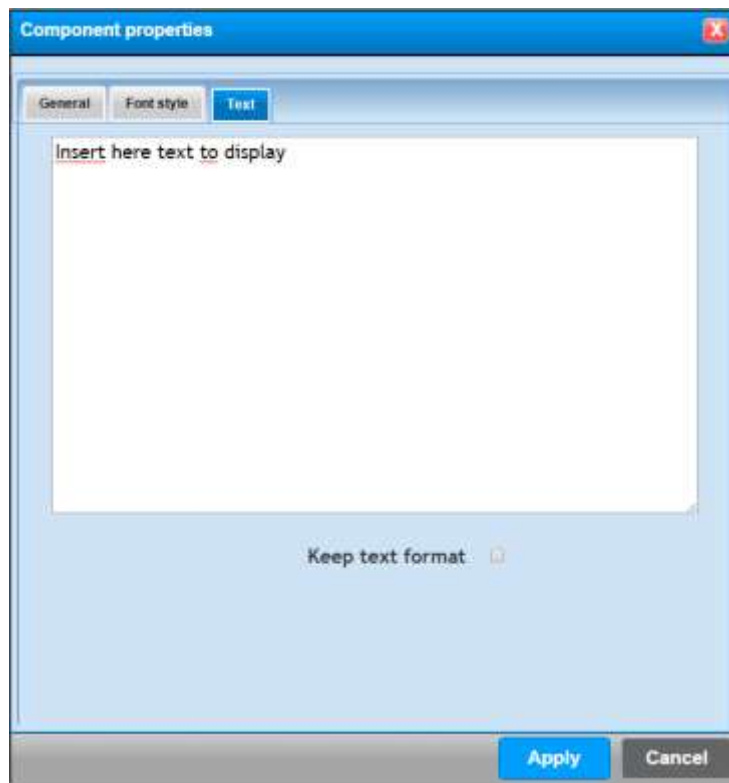 Component properties
X
General Font style Text
Insert here text to display
Keep text format
Apply Cancel